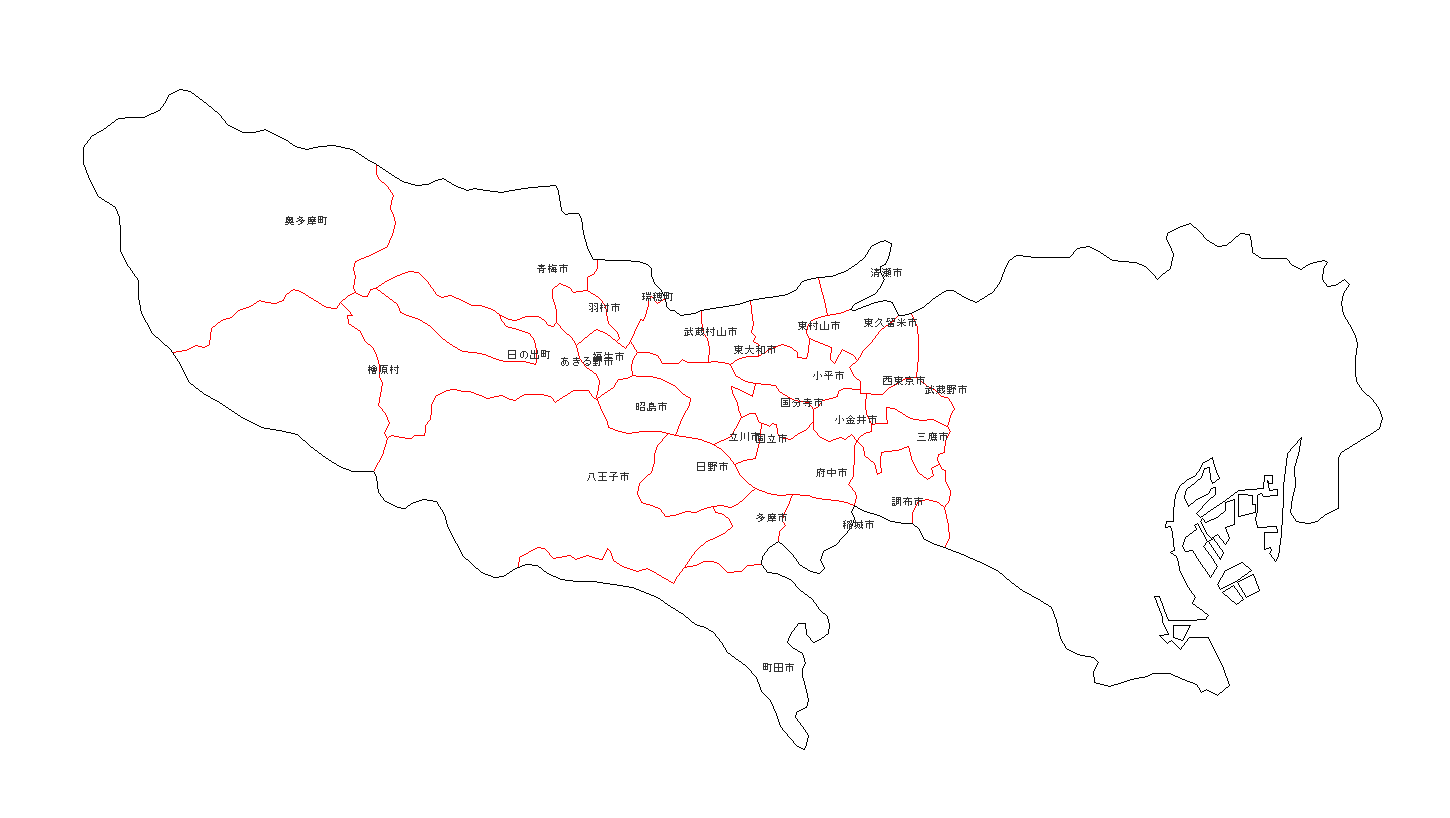 奥多摩町
青梅市
清瀬市
瑞穂町
羽村市
東久留米市
東村山市
武蔵村山市
東大和市
日の出町
福生市
あきる野市
檜原村
小平市
西東京市
武蔵野市
国分寺市
昭島市
小金井市
立川市
国立市
三鷹市
日野市
府中市
八王子市
調布市
多摩市
稲城市
町田市